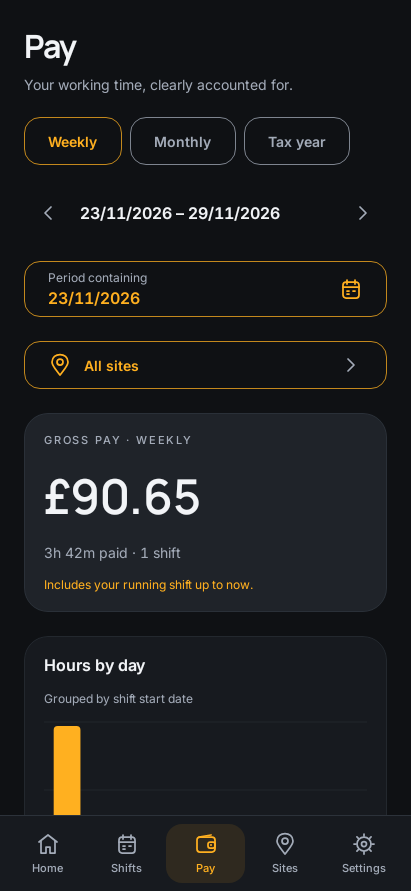 Pay
Your working time, clearly accounted for.
Weekly
Monthly
Tax year
23/11/2026 – 29/11/2026
Period containing
23/11/2026
All sites
GROSS PAY · WEEKLY
£90.65
3h 42m paid · 1 shift
Includes your running shift up to now.
Hours by day
Grouped by shift start date
Home
Shifts
Pay
Sites
Settings